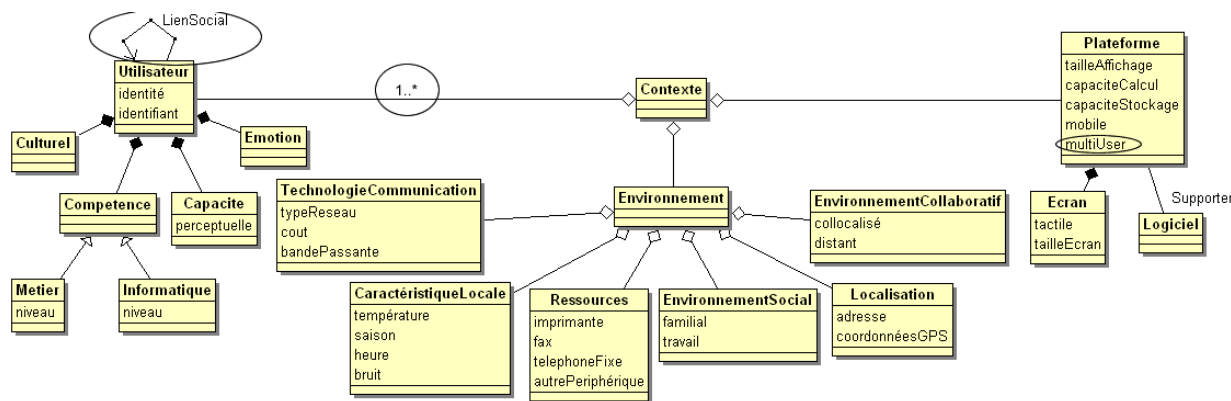 LienSocial
Utilisateur
identité
identifiant
1..*
Contexte
Plateforme
tailleAffichage
capaciteCalcul
capaciteStockage
mobile
multiUser
Culturel
Emotion
Competence
Capacite
perceptuelle
Metier
niveau
Informatique
niveau
TechnologieCommunication
typeReseau
cout
bandePassante
Environnement
EnvironnementCollaboratif
collocalisé
distant
Ecran
tactile
tailleEcran
Supporter
Logiciel
CaractéristiqueLocale
température
saison
heure
bruit
Ressources
imprimante
fax
telephoneFixe
autrePeriphérique
EnvironnementSocial
familial
travail
Localisation
adresse
coordonnéesGPS